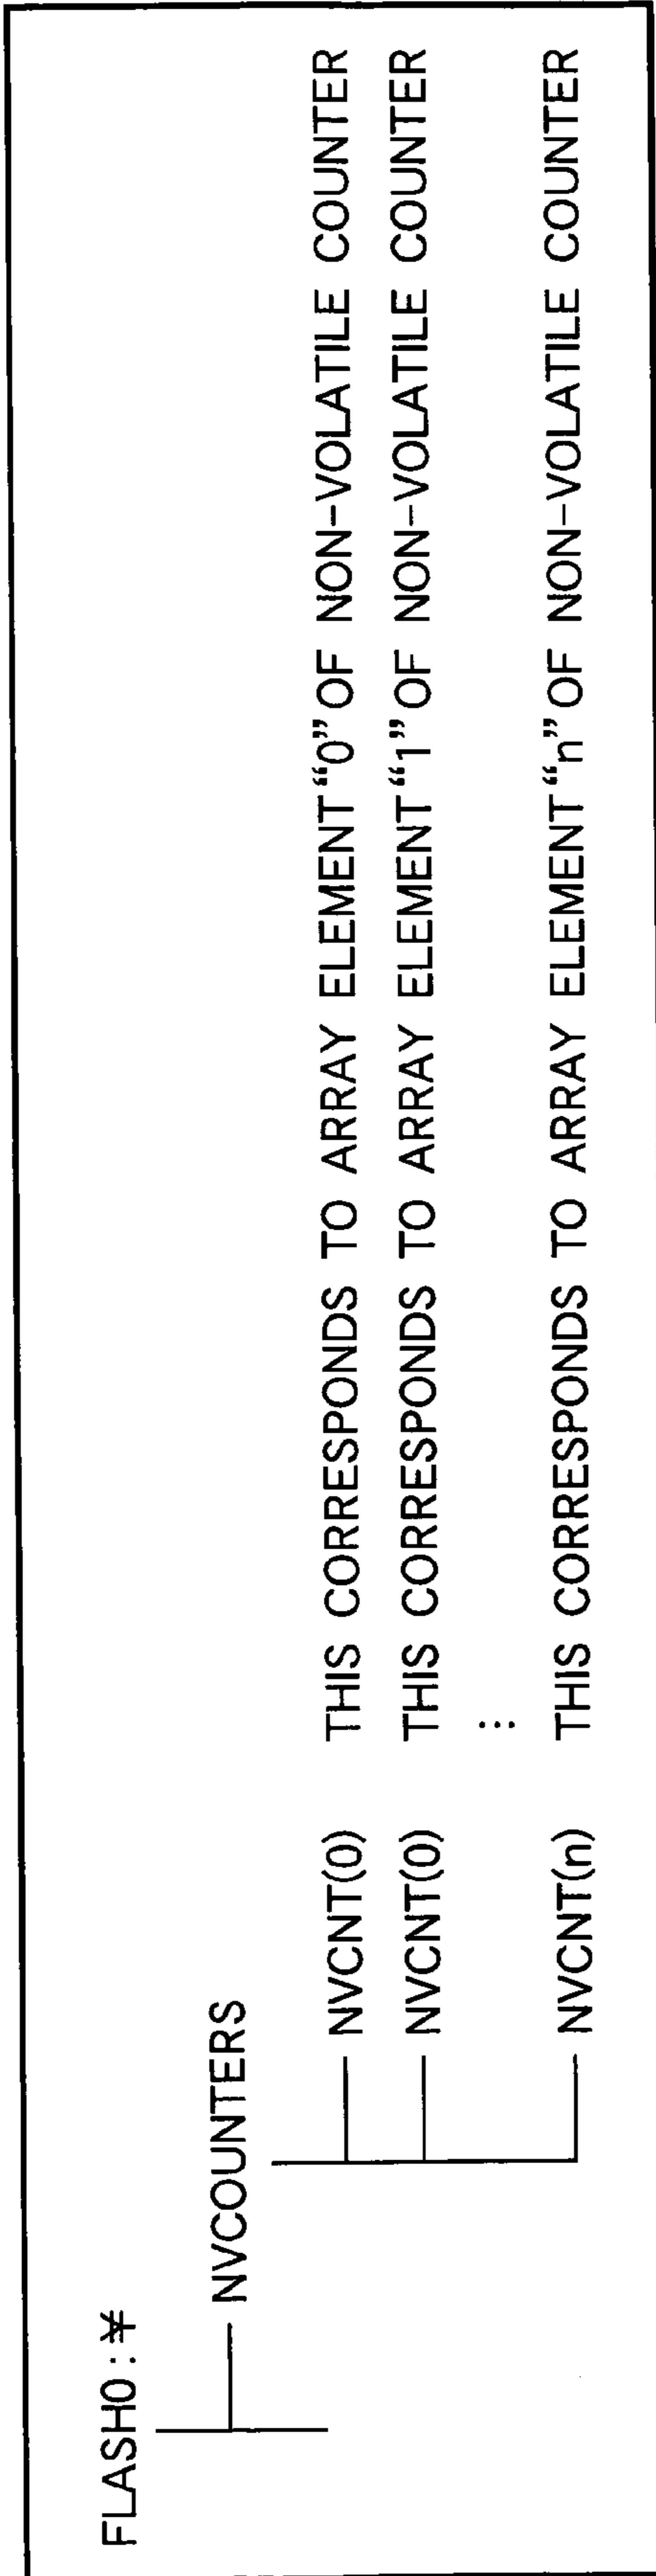 FLASH0:¥
NVCOUNTERS
NVCNT(0) THIS CORRESPONDS TO ARRAY ELEMENT“0”OF NON-VOLATILE COUNTER
NVCNT(0) THIS CORRESPONDS TO ARRAY ELEMENT“1”OF NON-VOLATILE COUNTER
⋮
NVCNT(n) THIS CORRESPONDS TO ARRAY ELEMENT“n”OF NON-VOLATILE COUNTER